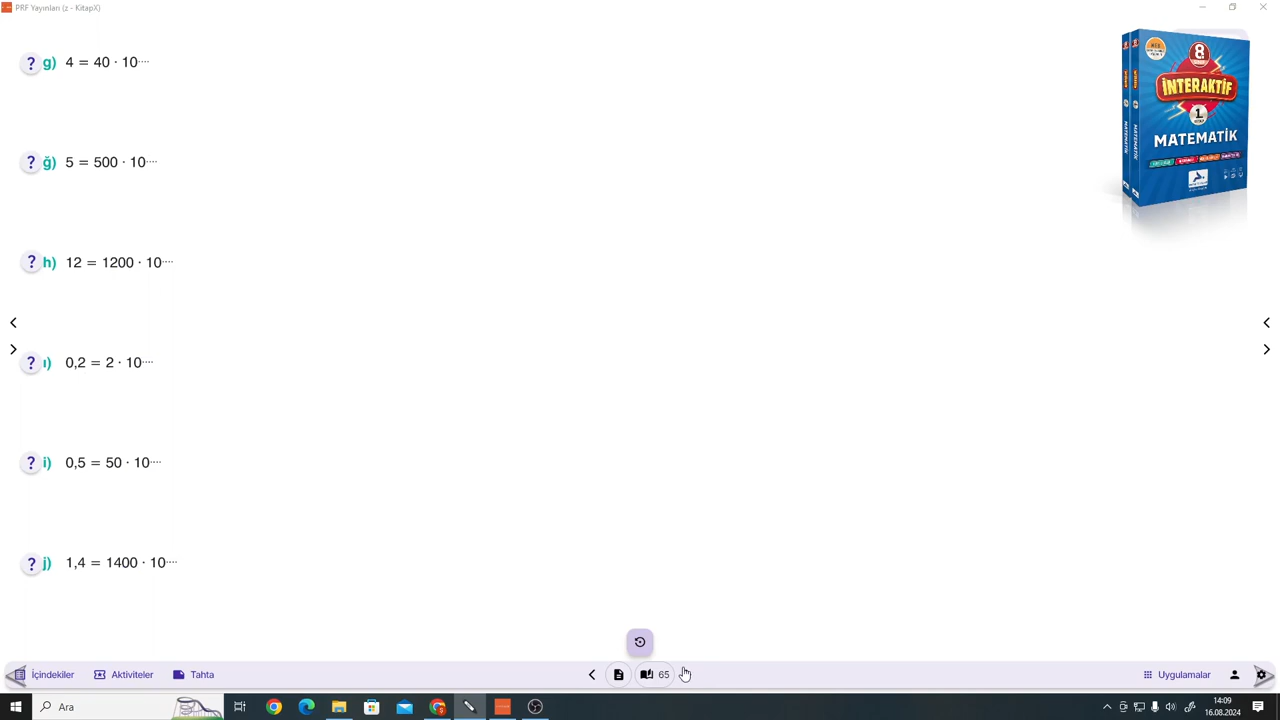 PRF Yayınları (z - KitapX)
? g) 4 = 40 · 10....
? ğ) 5 = 500 · 10....
? h) 12 = 1200 · 10....
? ı) 0,2 = 2 · 10....
? i) 0,5 = 50 · 10....
? j) 1,4 = 1400 · 10....
8.
İNTERAKTİF
1.
MATEMATİK
İçindekiler
Aktiviteler
Tahta
65
Uygulamalar
Ara
14:09
16.08.2024